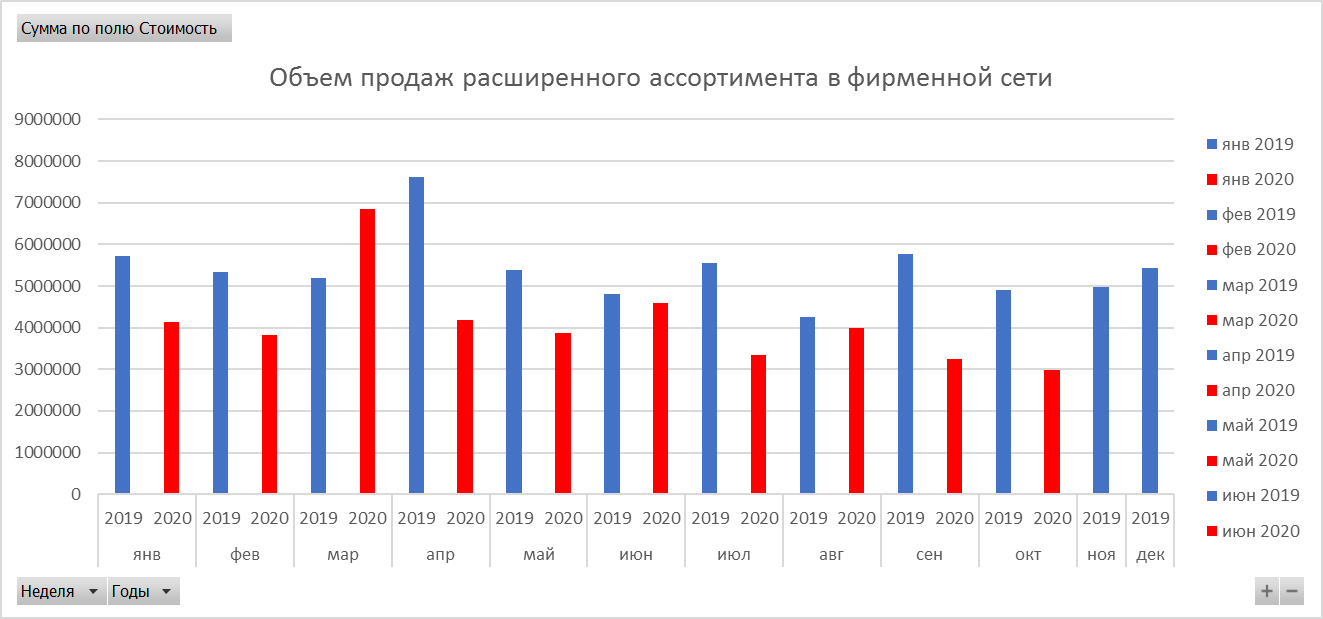 Сумма по полю Стоимость
Объем продаж расширенного ассортимента в фирменной сети
9000000
8000000
7000000
6000000
5000000
4000000
3000000
2000000
1000000
0
2019 2020 2019 2020 2019 2020 2019 2020 2019 2020 2019 2020 2019 2020 2019 2020 2019 2020 2019 2020 2019 2019
янв фев мар апр май июн июл авг сен окт ноя дек
янв 2019
янв 2020
фев 2019
фев 2020
мар 2019
мар 2020
апр 2019
апр 2020
май 2019
май 2020
июн 2019
июн 2020
Неделя Годы
+ −